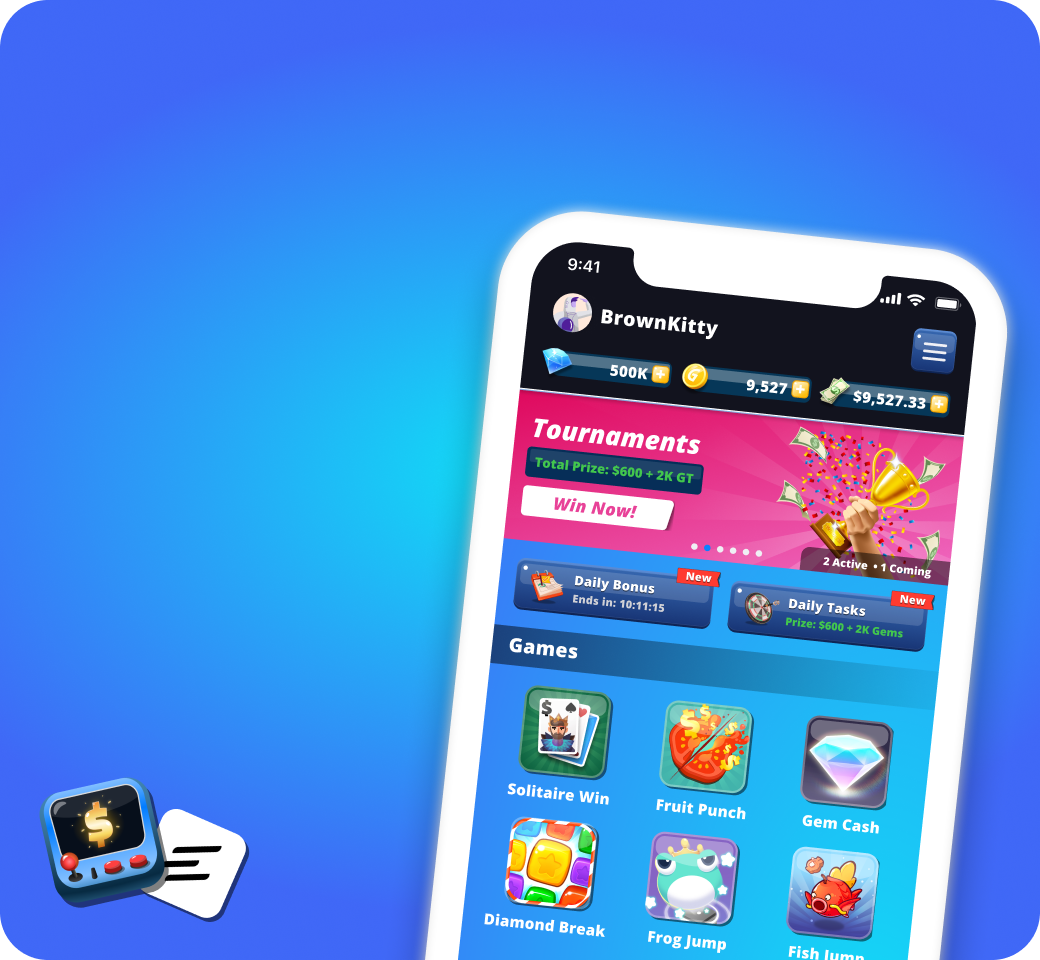 9:41
BrownKitty
500K
9,527
$9,527.33
Tournaments
Total Prize: $600 + 2K GT
Win Now!
2 Active • 1 Coming
Daily Bonus
New
Ends in: 10:11:15
Daily Tasks
New
Prize: $600 + 2K Gems
Games
Solitaire Win
Fruit Punch
Gem Cash
Diamond Break
Frog Jump
Fish Jump